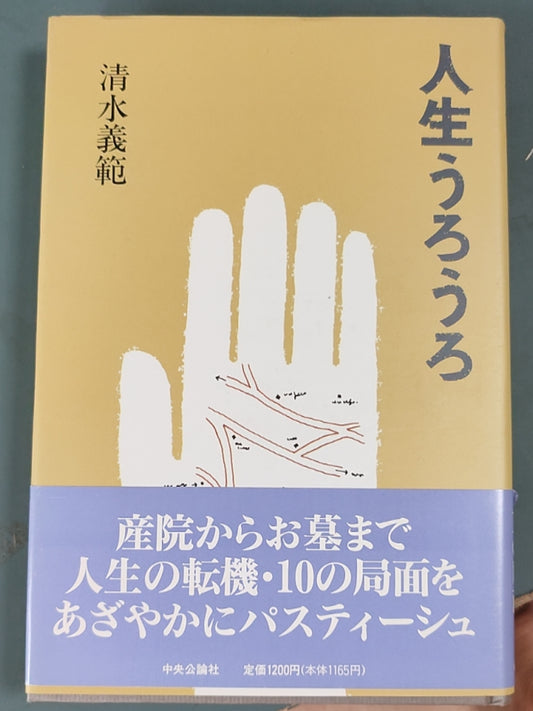 人生うろうろ
清水義範
産院からお墓まで
人生の転機・10の局面を
あざやかにパスティーシュ
中央公論社 定価1200円(本体1165円)